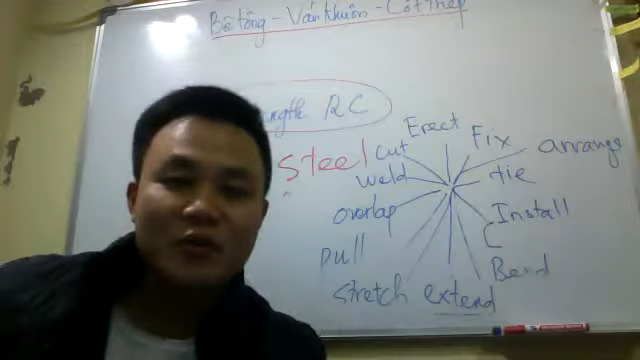 Bê tông - Ván khuôn - Cốt thép
ngth RC
Steel
Erect
Fix
arrange
cut
tie
weld
overlap
Install
pull
Bend
stretch
extend